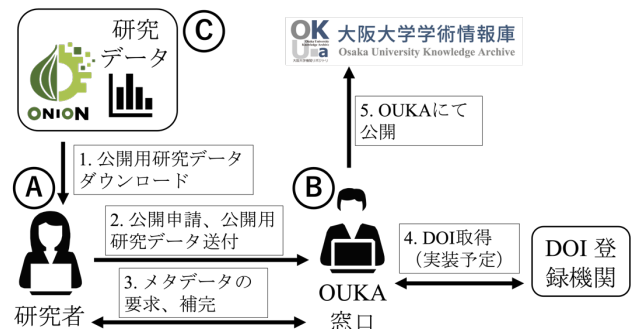 研究
データ
C
ONION
OKU:a
大阪大学学術情報庫
Osaka University Knowledge Archive
5. OUKAにて
公開
1. 公開用研究データ
ダウンロード
A
B
2. 公開申請、公開用
研究データ送付
4. DOI取得
（実装予定）
DOI 登
録機関
3. メタデータの
要求、補完
研究者
OUKA
窓口